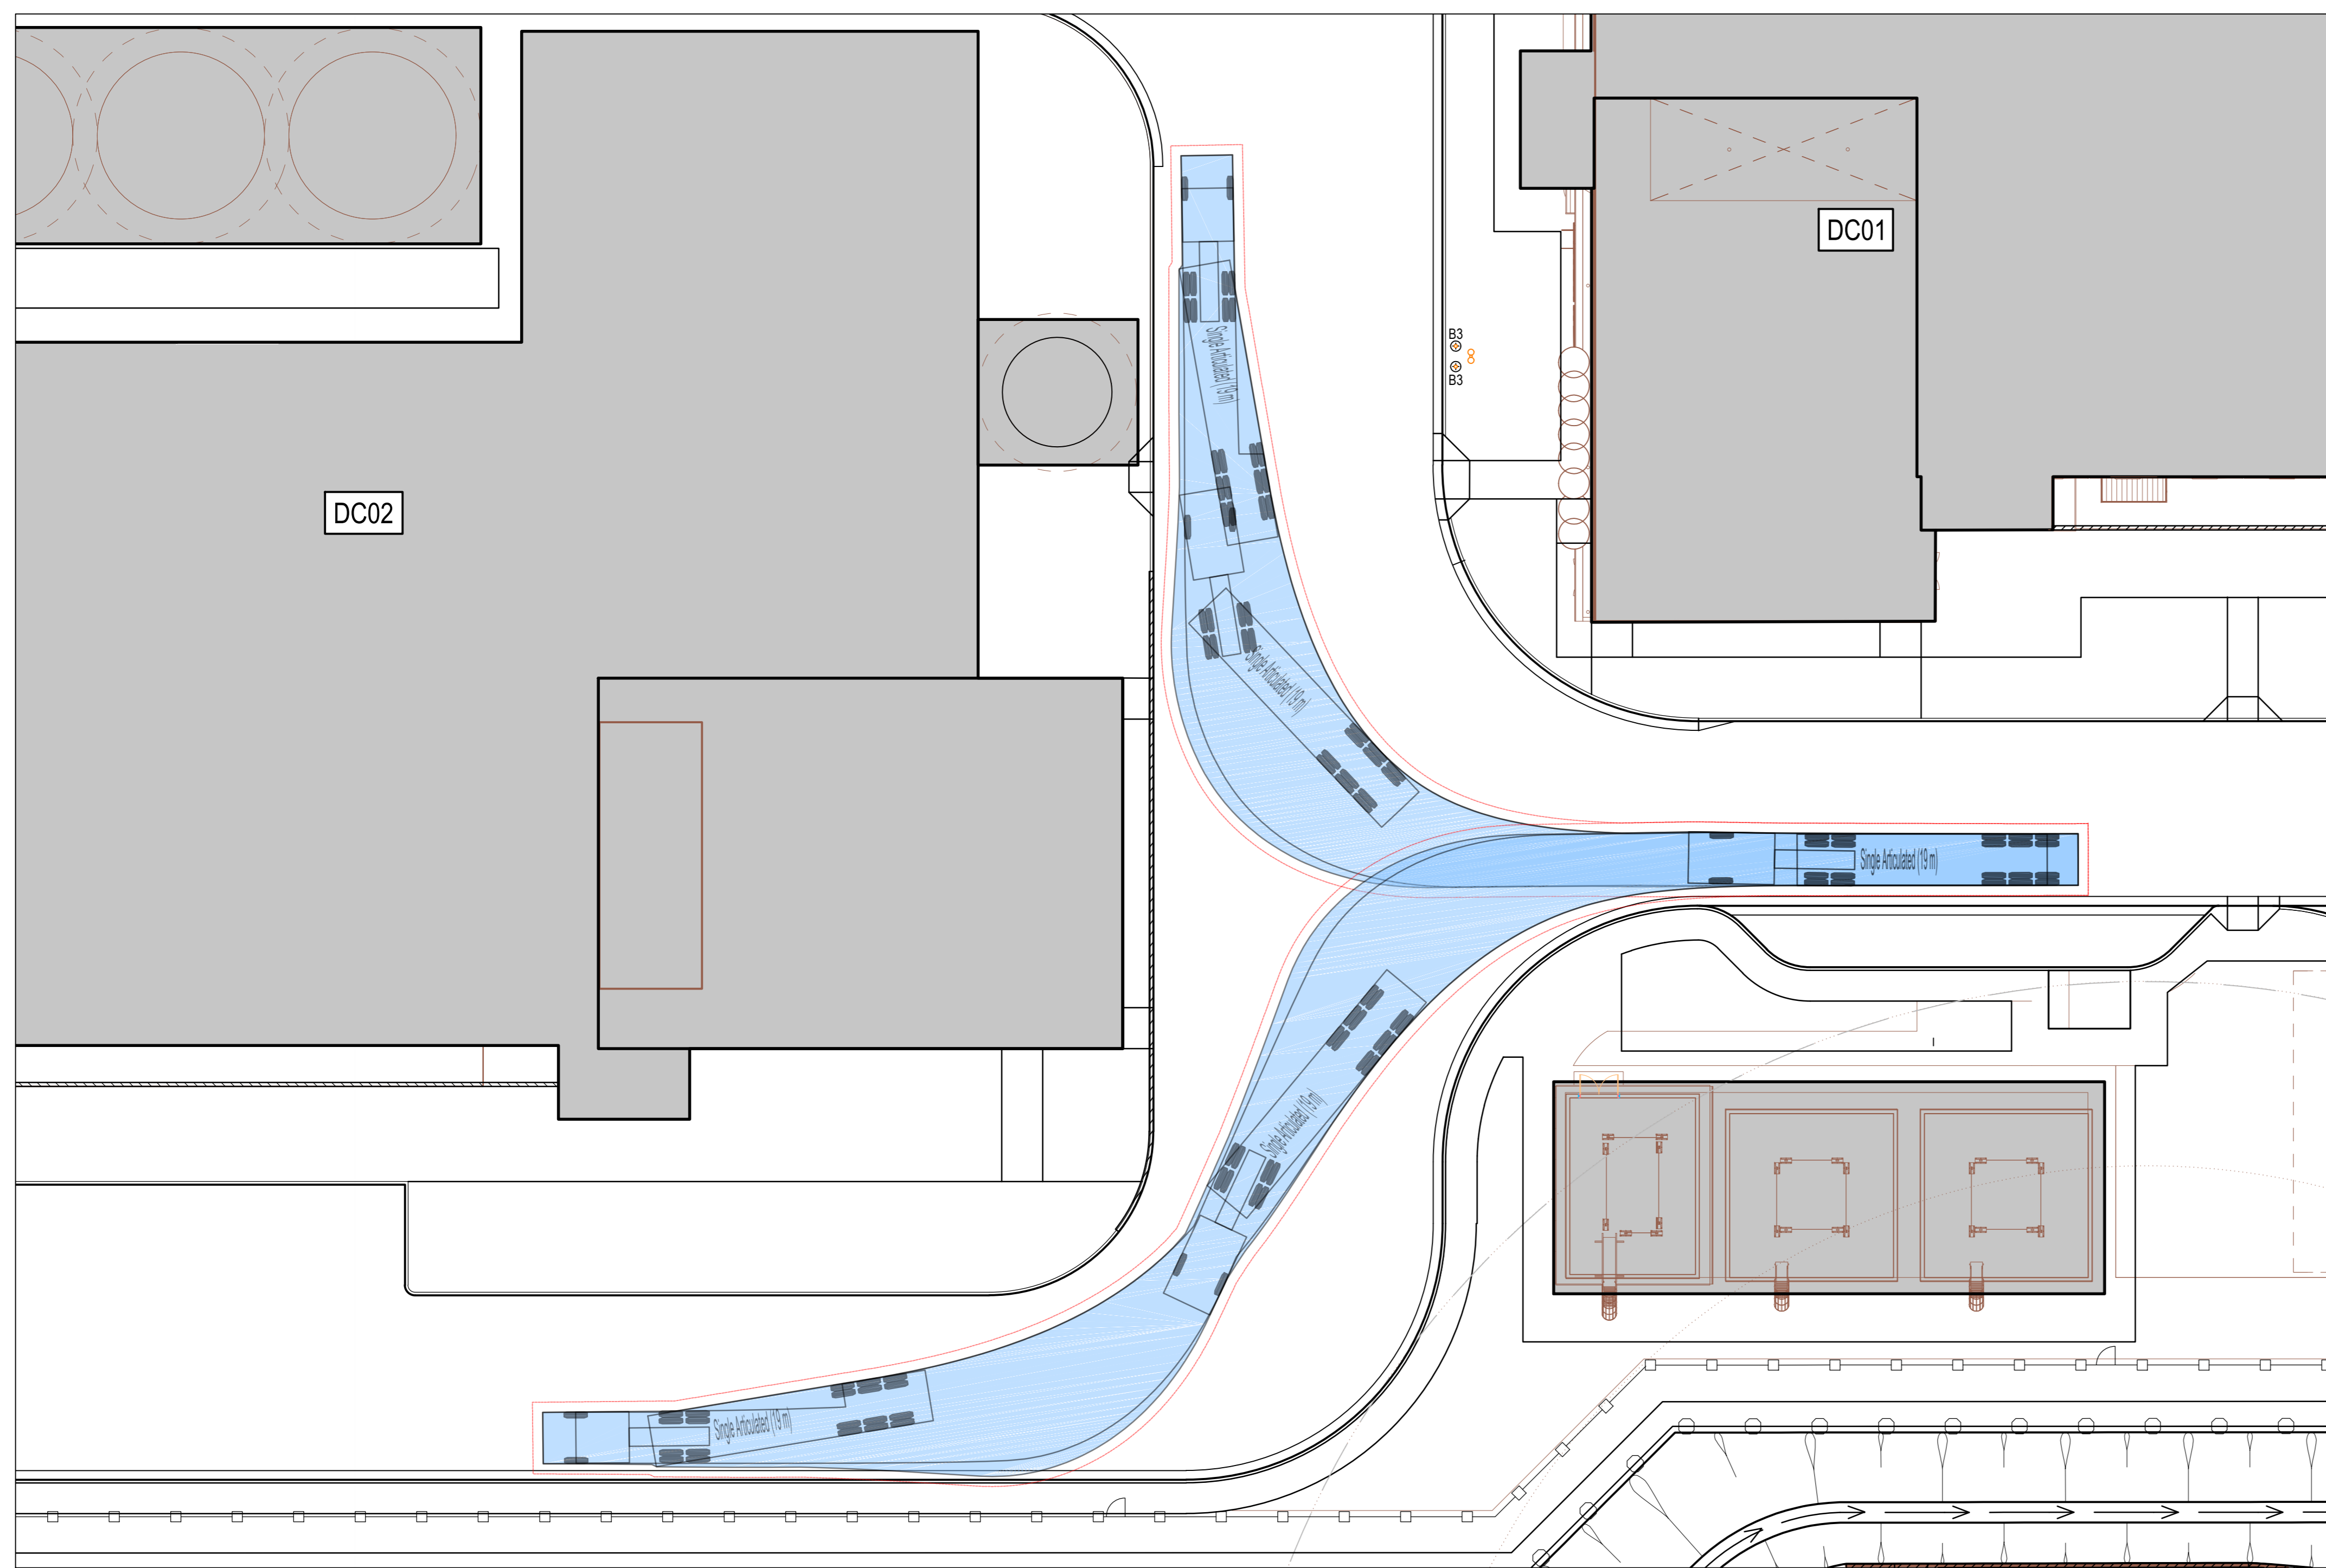 DC01
B3
B3
Single Articulated (19 m)
DC02
Single Articulated (19 m)
Single Articulated (19 m)
Single Articulated (19 m)
Single Articulated (19 m)